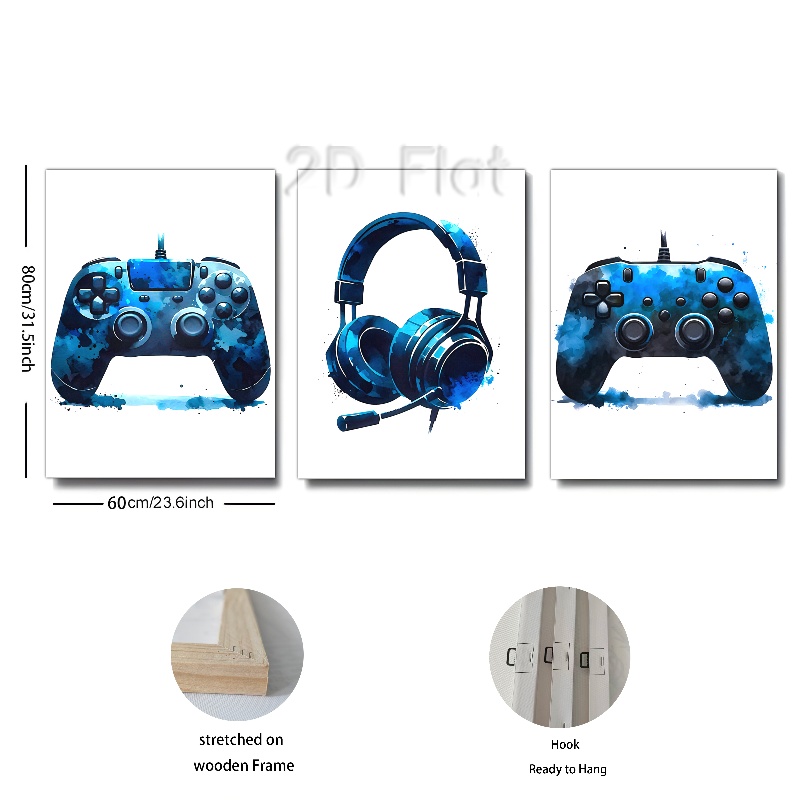 2D Flat
80cm/31.5inch
60cm/23.6inch
stretched on
wooden Frame
Hook
Ready to Hang